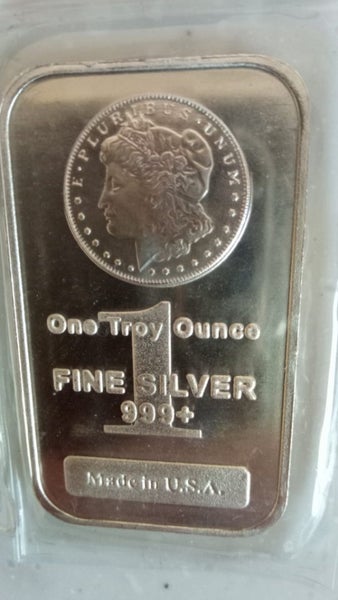 E·PLURIBUS·UNUM
1
One Troy Ounce
FINE SILVER
999+
Made in U.S.A.